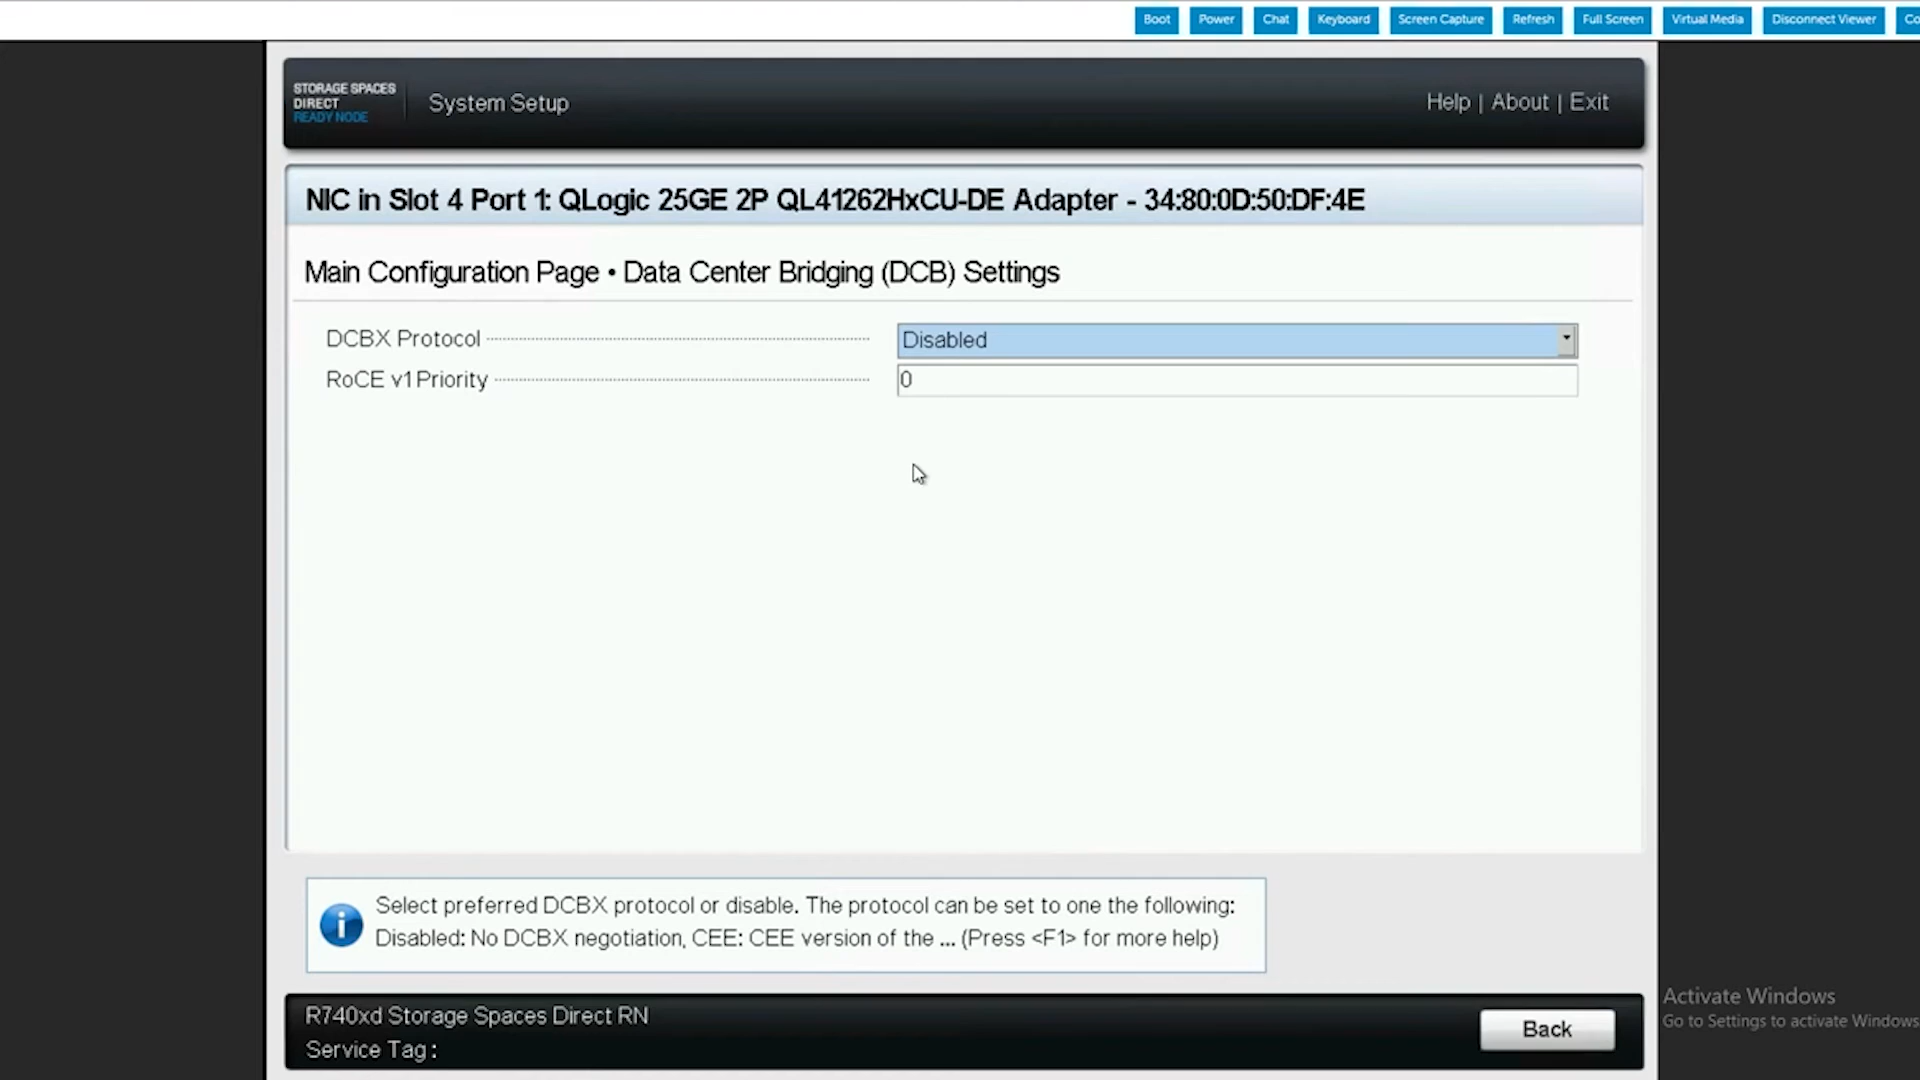 Boot Power Chat Keyboard Screen Capture Refresh Full Screen Virtual Media Disconnect Viewer Co
STORAGE SPACES
DIRECT
READY NODE
System Setup
Help | About | Exit
NIC in Slot 4 Port 1: QLogic 25GE 2P QL41262HxCU-DE Adapter - 34:80:0D:50:DF:4E
Main Configuration Page • Data Center Bridging (DCB) Settings
DCBX Protocol Disabled
RoCE v1 Priority 0
Select preferred DCBX protocol or disable. The protocol can be set to one the following:
Disabled: No DCBX negotiation, CEE: CEE version of the ... (Press <F1> for more help)
R740xd Storage Spaces Direct RN
Service Tag :
Back
Activate Windows
Go to Settings to activate Windows